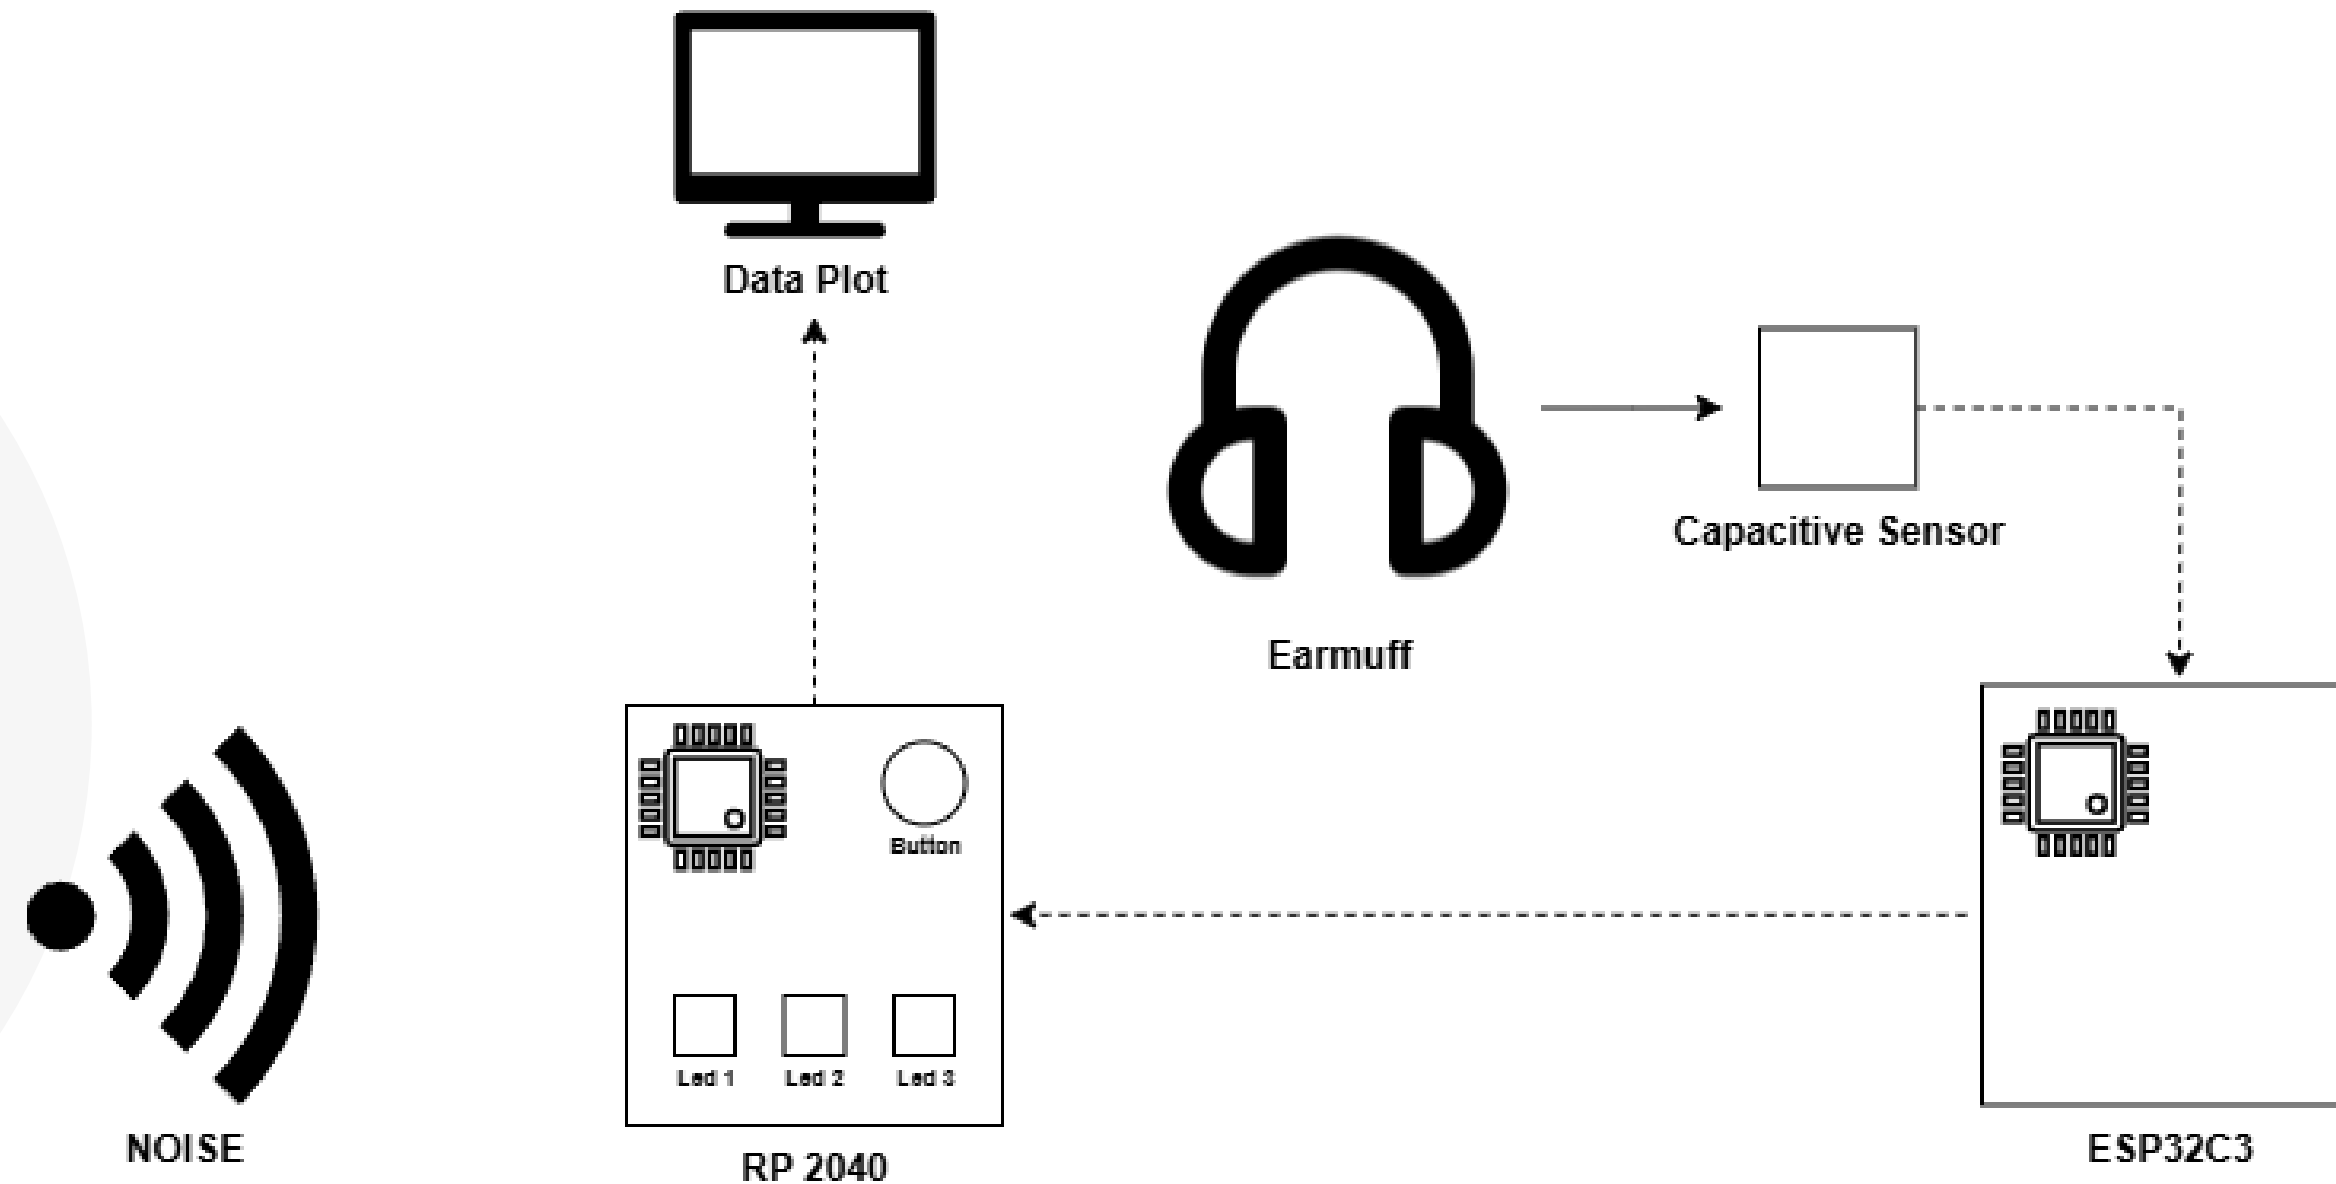 Data Plot
Capacitive Sensor
Earmuff
Button
Led 1
Led 2
Led 3
NOISE
RP 2040
ESP32C3